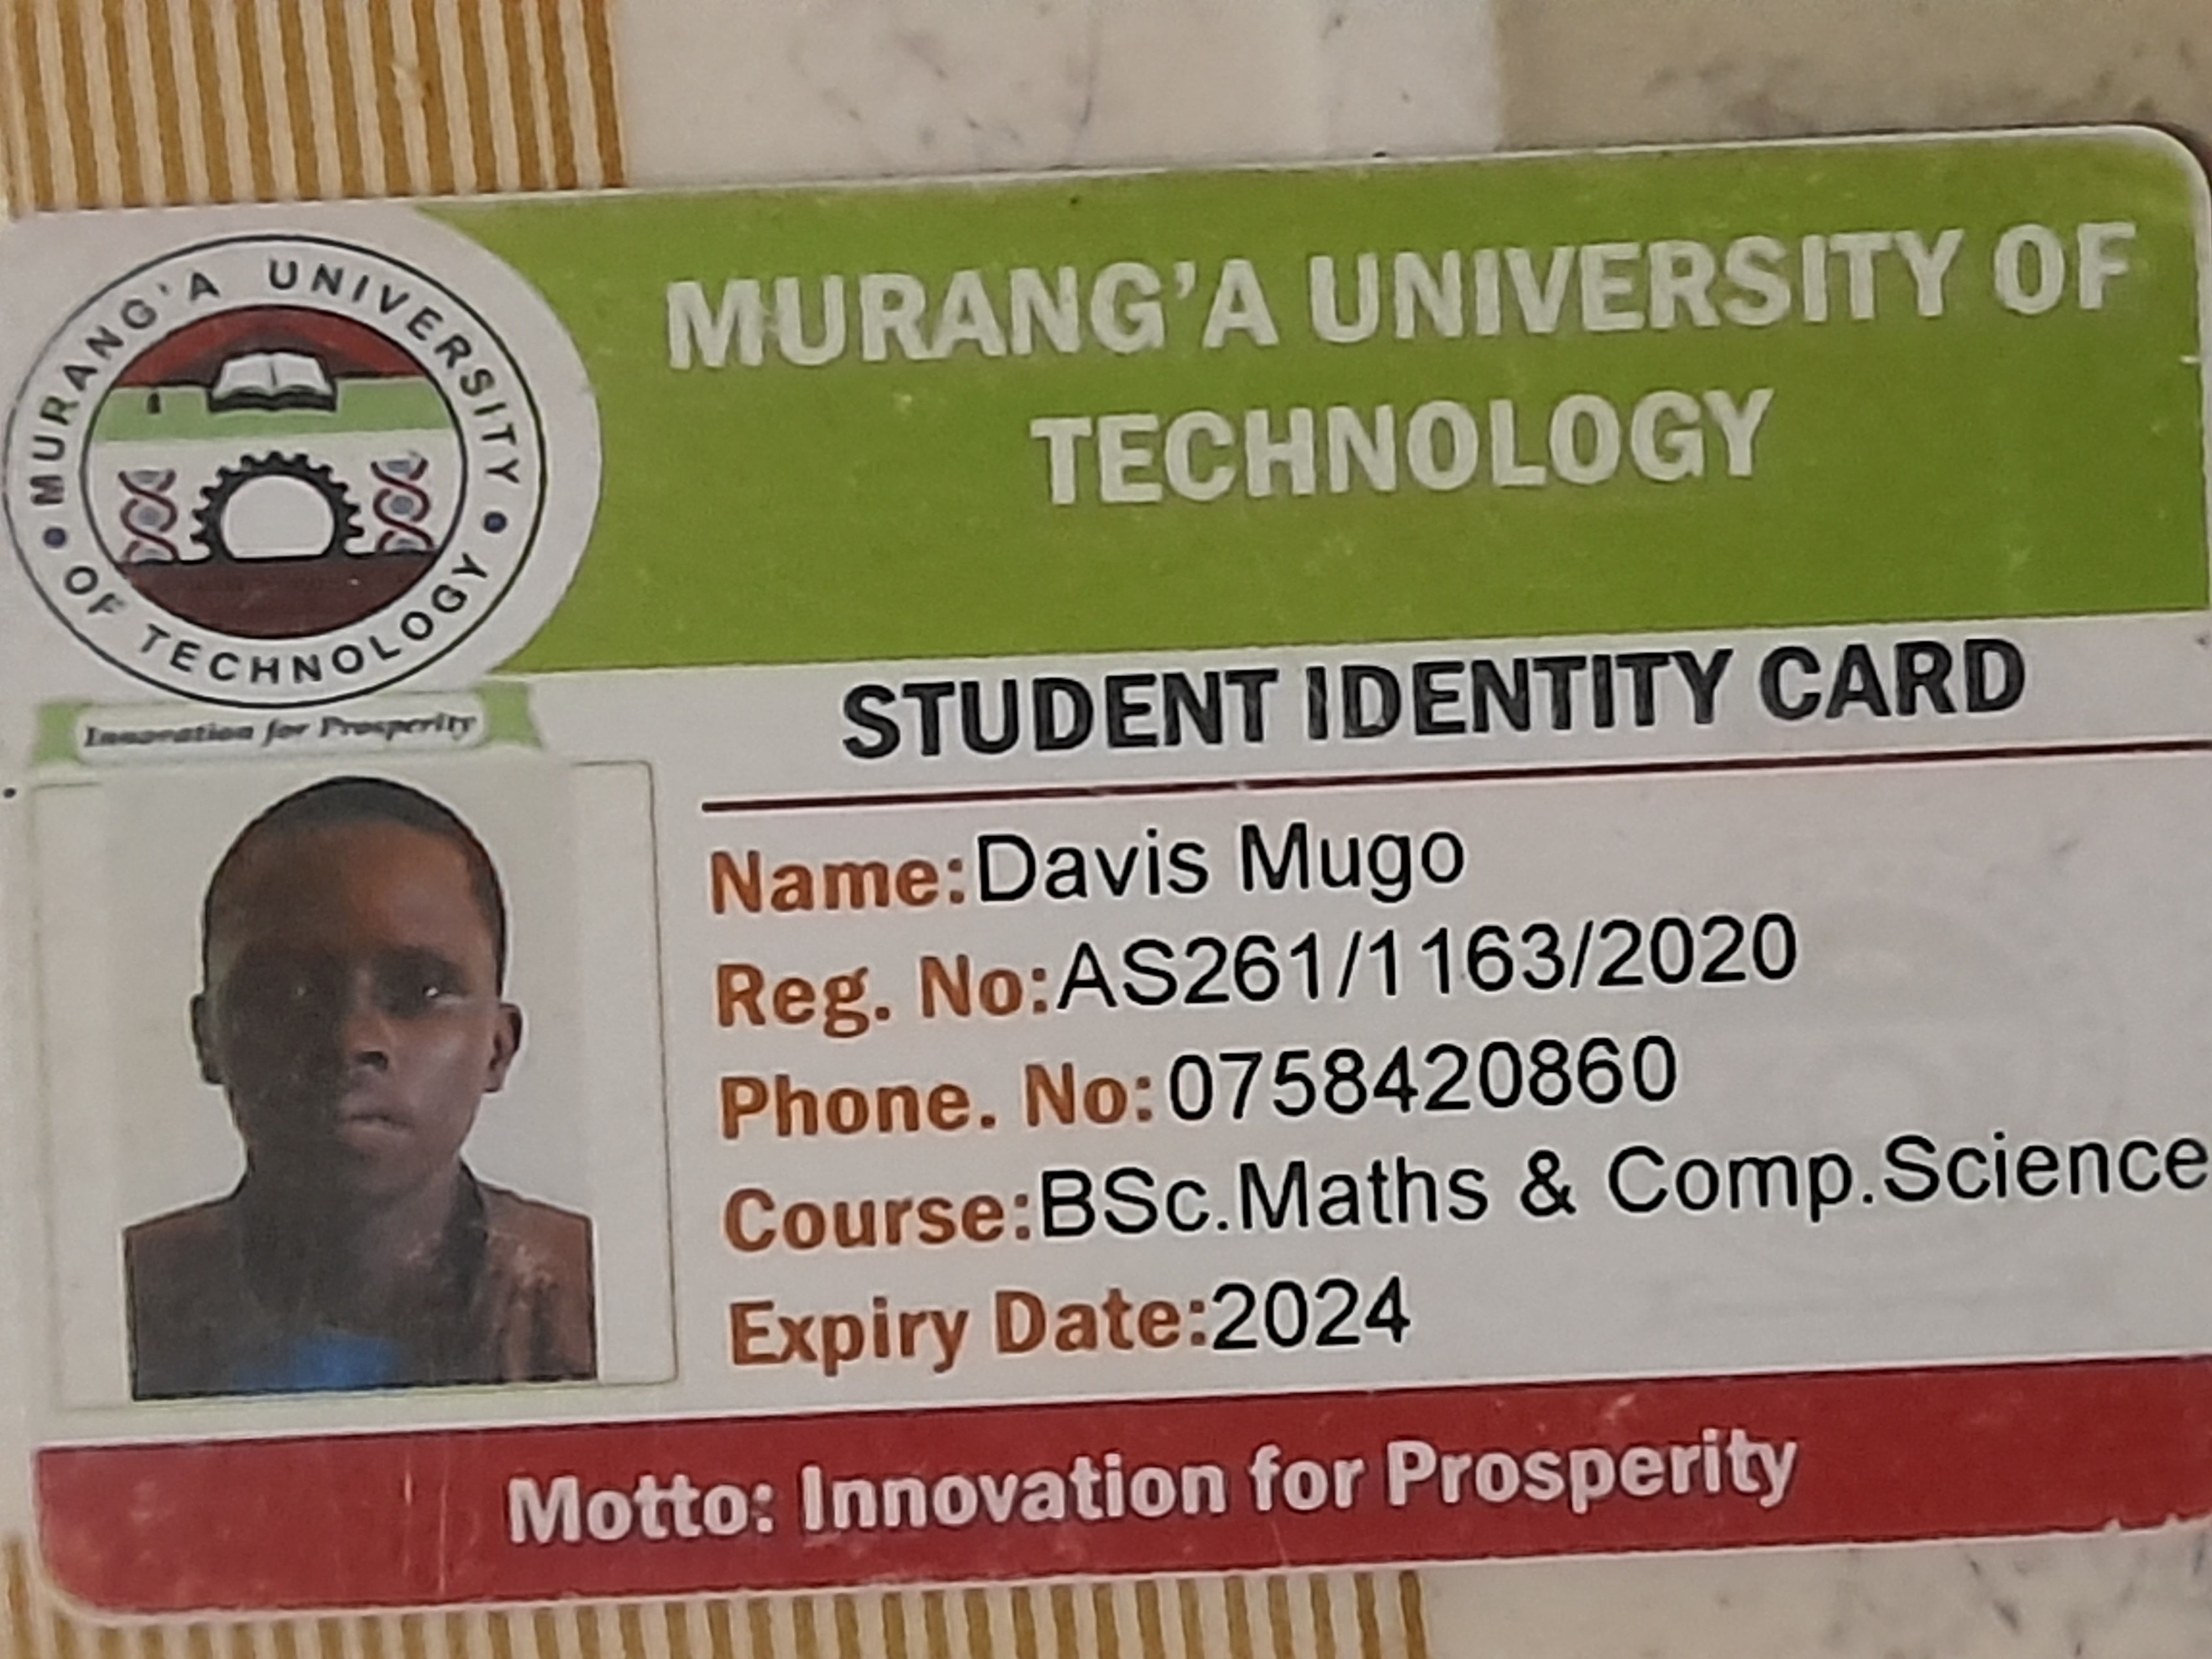 MURANG'A UNIVERSITY OF TECHNOLOGY
Innovation for Prosperity
MURANG'A UNIVERSITY OF
TECHNOLOGY
STUDENT IDENTITY CARD
Name:Davis Mugo
Reg. No:AS261/1163/2020
Phone. No:0758420860
Course:BSc.Maths & Comp.Science
Expiry Date:2024
Motto: Innovation for Prosperity